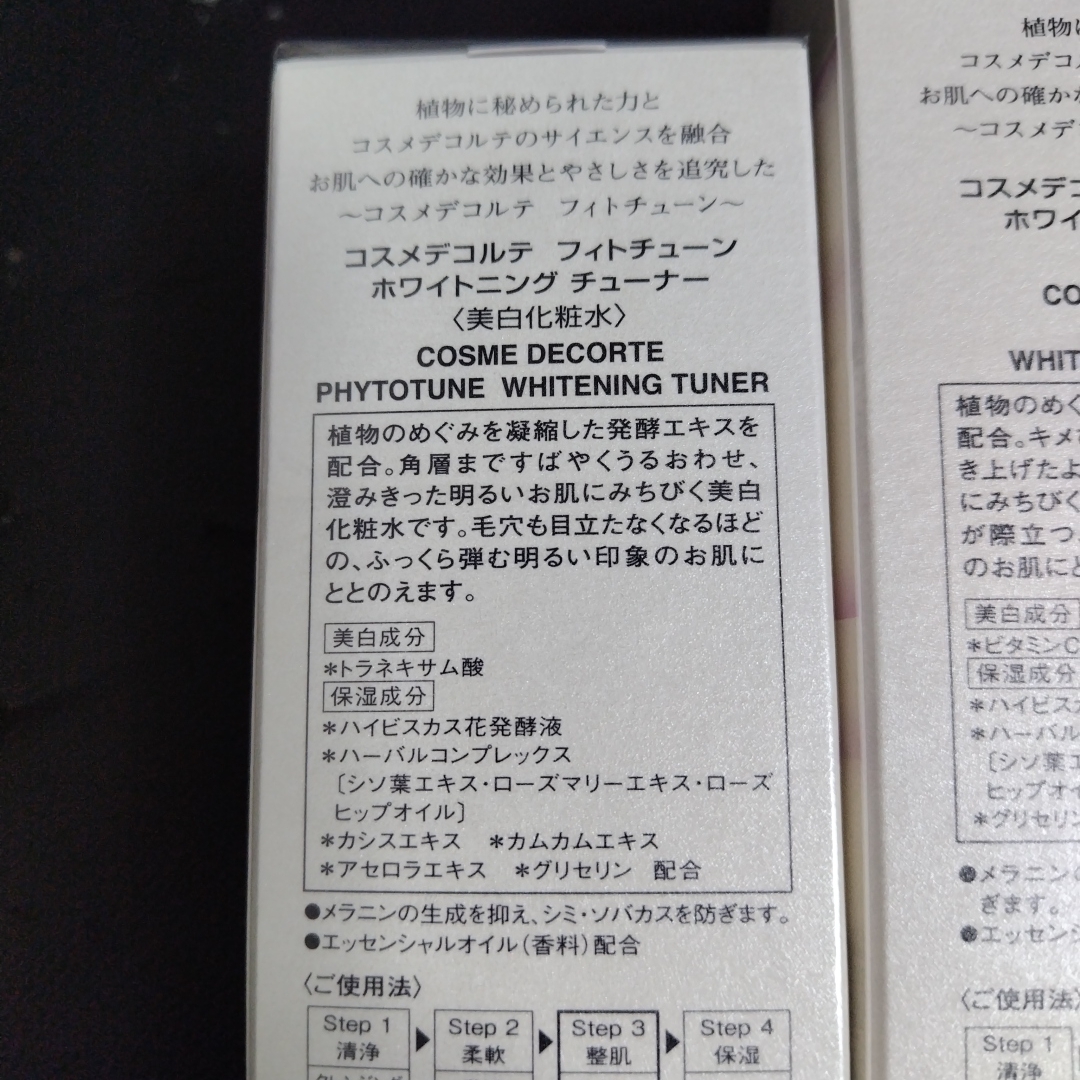 植物に秘められた力と
コスメデコルテのサイエンスを融合
お肌への確かな効果とやさしさを追究した
〜コスメデコルテ フィトチューン〜
コスメデコルテ フィトチューン
ホワイトニング チューナー
〈美白化粧水〉
COSME DECORTE
PHYTOTUNE WHITENING TUNER
植物のめぐみを凝縮した発酵エキスを
配合。角層まですばやくうるおわせ、
澄みきった明るいお肌にみちびく美白
化粧水です。毛穴も目立たなくなるほど
の、ふっくら弾む明るい印象のお肌に
ととのえます。
美白成分
*トラネキサム酸
保湿成分
*ハイビスカス花発酵液
*ハーバルコンプレックス
〔シソ葉エキス・ローズマリーエキス・ローズ
ヒップオイル〕
*カシスエキス *カムカムエキス
*アセロラエキス *グリセリン 配合
●メラニンの生成を抑え、シミ・ソバカスを防ぎます。
●エッセンシャルオイル（香料）配合
〈ご使用法〉
Step 1 ▶ Step 2 ▶ Step 3 ▶ Step 4
清浄 柔軟 整肌 保湿
植物に
コスメデコ
お肌への確か
〜コスメデ
コスメデコ
ホワイ
CO
WHIT
植物のめぐ
配合。キメ
き上げたよ
にみちびく
が際立つ
のお肌にと
美白成分
*ビタミンC
保湿成分
*ハイビスカ
*ハーバル
〔シソ葉エ
ヒップオイ
*グリセリン
●メラニンの
ぎます。
●エッセンシ
〈ご使用法〉
Step 1
清浄